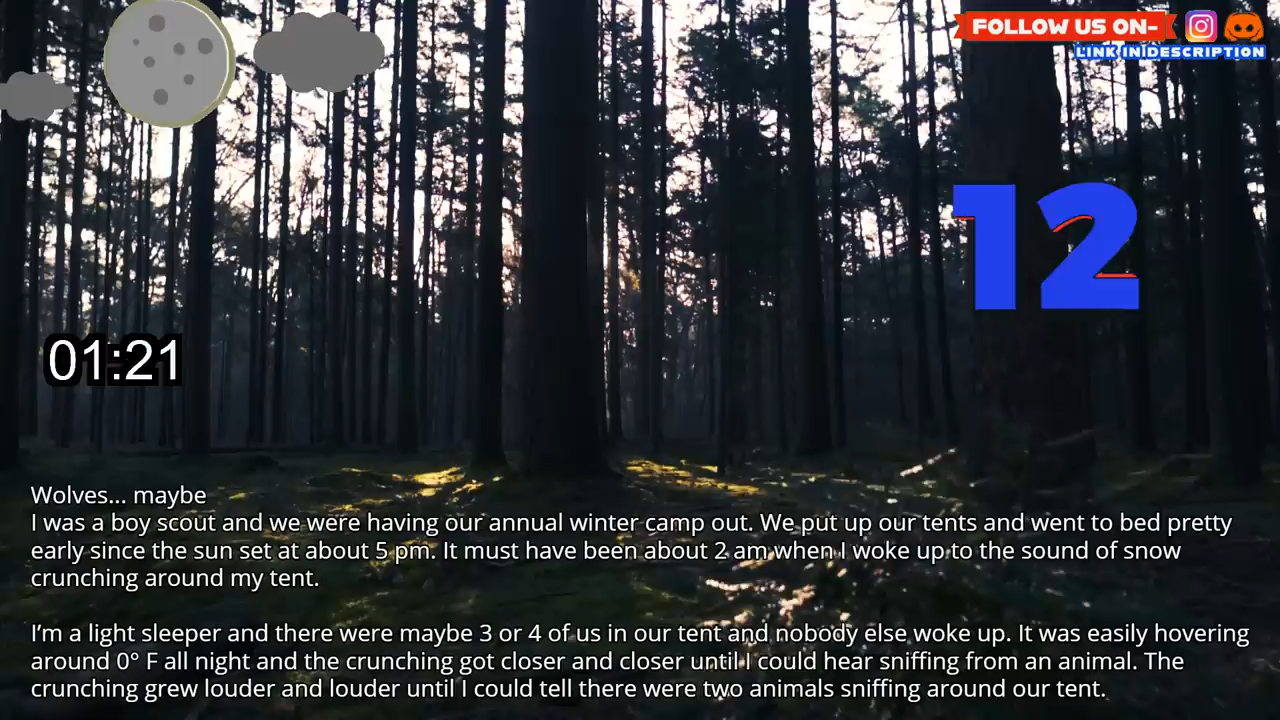 FOLLOW US ON-
LINK IN DESCRIPTION
12
01:21
Wolves... maybe
I was a boy scout and we were having our annual winter camp out. We put up our tents and went to bed pretty
early since the sun set at about 5 pm. It must have been about 2 am when I woke up to the sound of snow
crunching around my tent.
I’m a light sleeper and there were maybe 3 or 4 of us in our tent and nobody else woke up. It was easily hovering
around 0° F all night and the crunching got closer and closer until I could hear sniffing from an animal. The
crunching grew louder and louder until I could tell there were two animals sniffing around our tent.